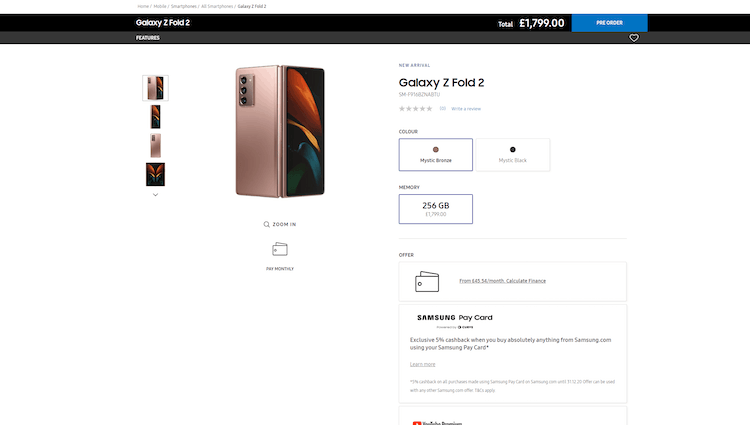 Home / Mobile / Smartphones / All Smartphones / Galaxy Z Fold 2
Galaxy Z Fold 2
Total £1,799.00
PRE ORDER
FEATURES
NEW ARRIVAL
Galaxy Z Fold 2
(0) Write a review
COLOUR
Mystic Bronze
Mystic Black
MEMORY
256 GB
£1,799.00
ZOOM IN
PAY MONTHLY
OFFER
From £43.34/month. Calculate Finance
SAMSUNG Pay Card
Powered by CURVE
Exclusive 5% cashback when you buy absolutely anything from Samsung.com
using your Samsung Pay Card*
Learn more
*5% cashback on all purchases made using Samsung Pay Card on Samsung.com until 31.12.20. Offer can be used
with any other Samsung.com offer. T&Cs apply.
YouTube Premium